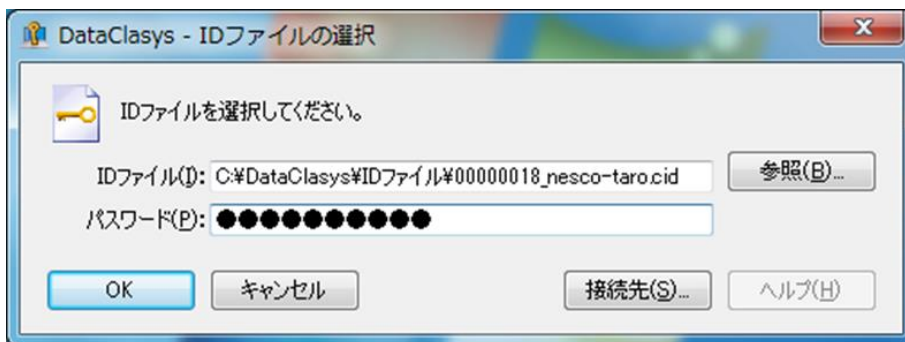 DataClasys - IDファイルの選択
IDファイルを選択してください。
IDファイル(I): C:¥DataClasys¥IDファイル¥00000018_nesco-taro.cid 参照(B)...
パスワード(P): ●●●●●●●●●●
OK キャンセル 接続先(S)... ヘルプ(H)